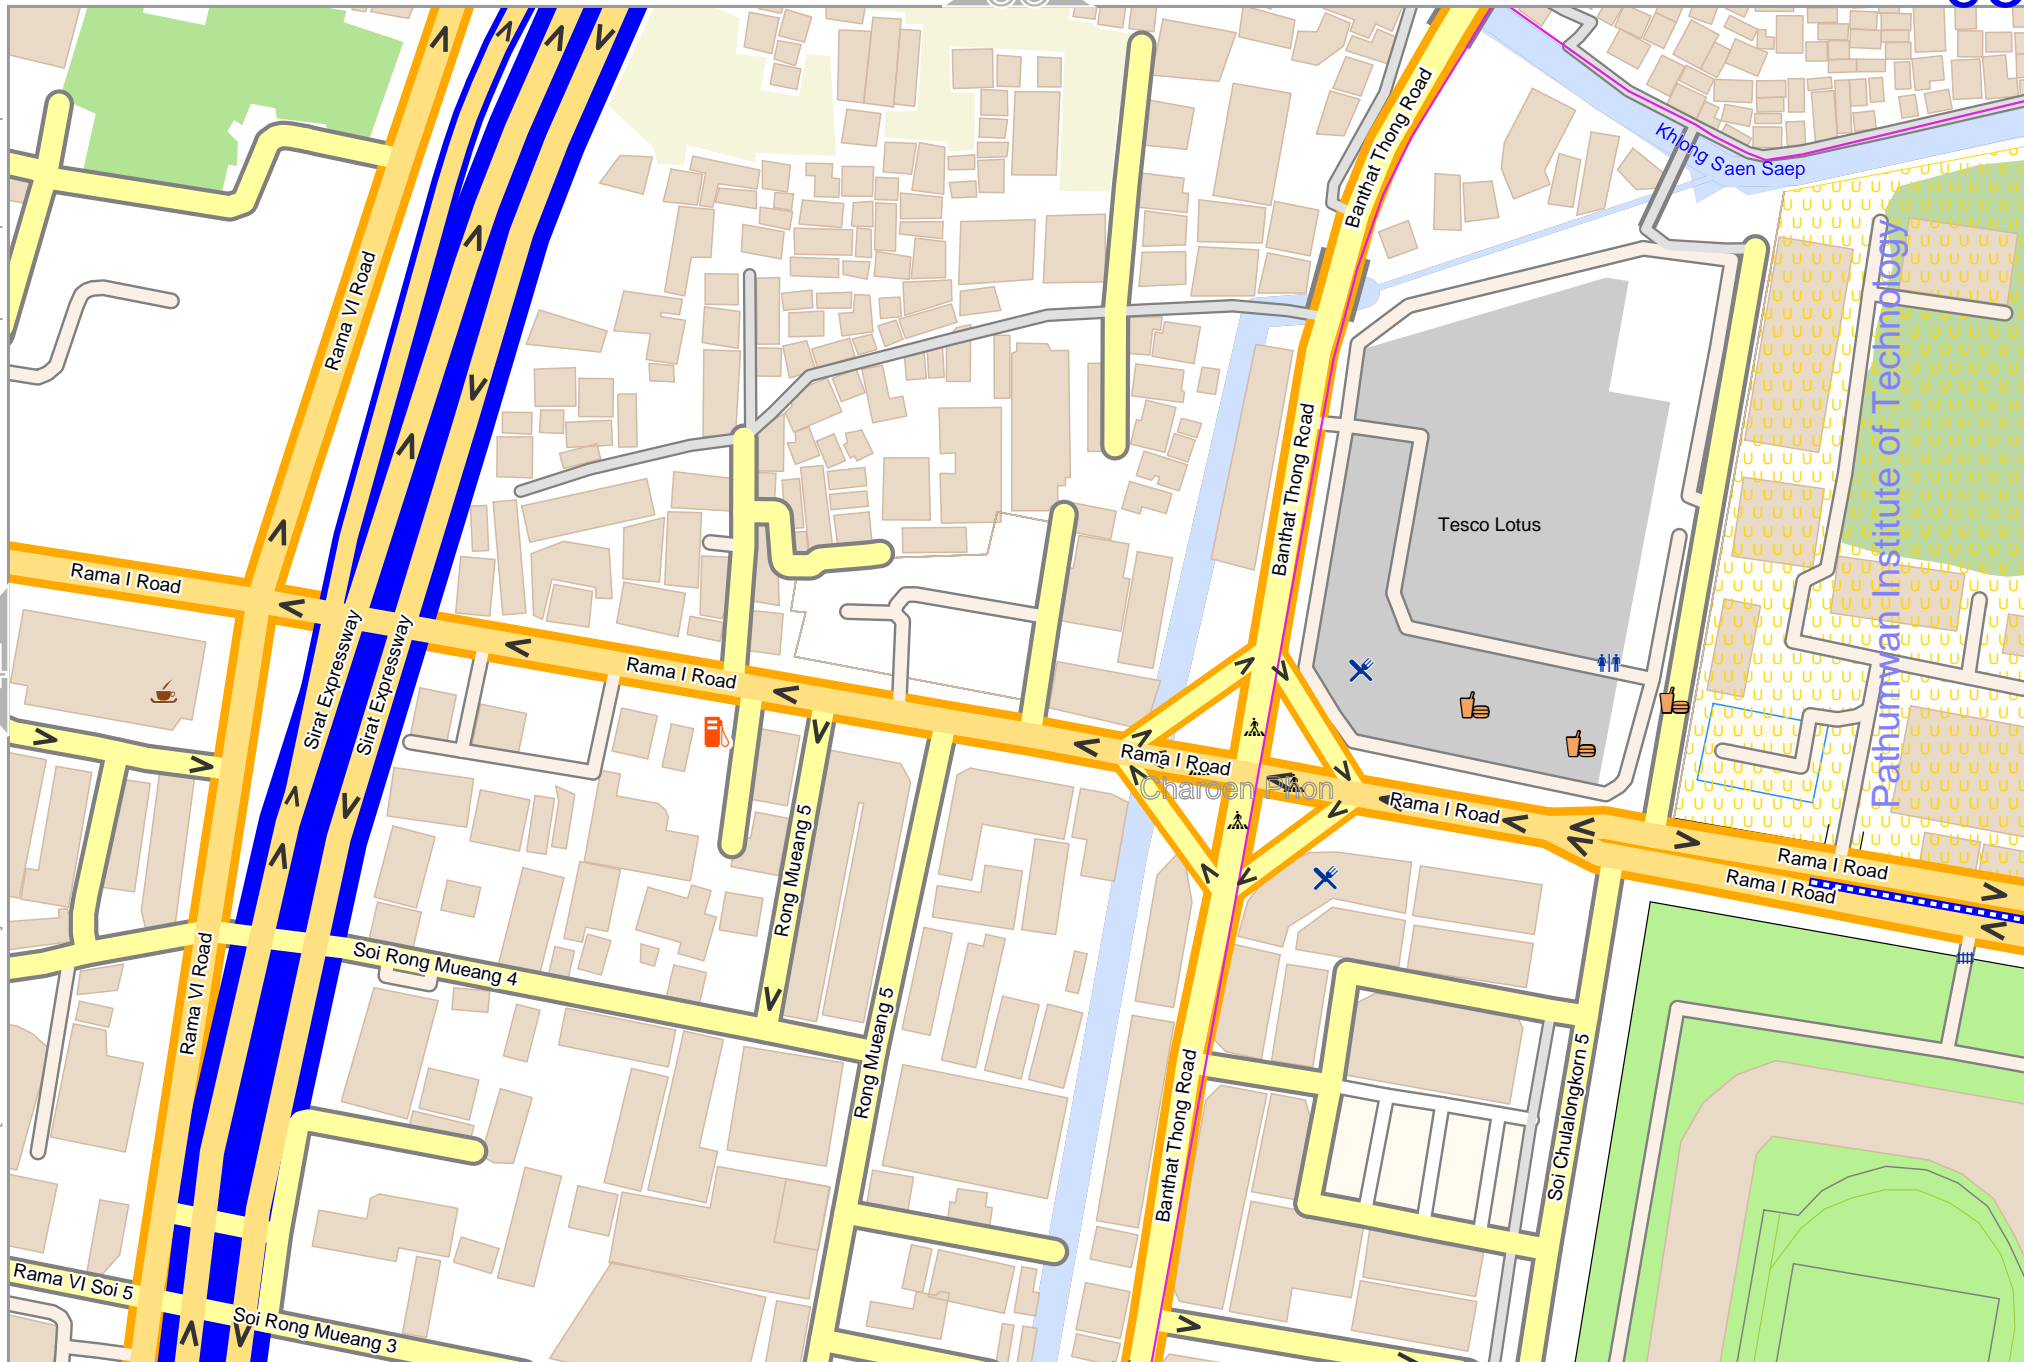 Banthat Thong Road
Khlong Saen Saep
Rama VI Road
Pathumwan Institute of Technology
Banthat Thong Road
Tesco Lotus
Rama I Road
Sirat Expressway
Sirat Expressway
Rama I Road
Rama I Road
Charoen Phon
Rama I Road
Rama I Road
Rama I Road
Rong Mueang 5
Rama VI Road
Soi Rong Mueang 4
Rong Mueang 5
Banthat Thong Road
Soi Chulalongkorn 5
Rama VI Soi 5
Soi Rong Mueang 3